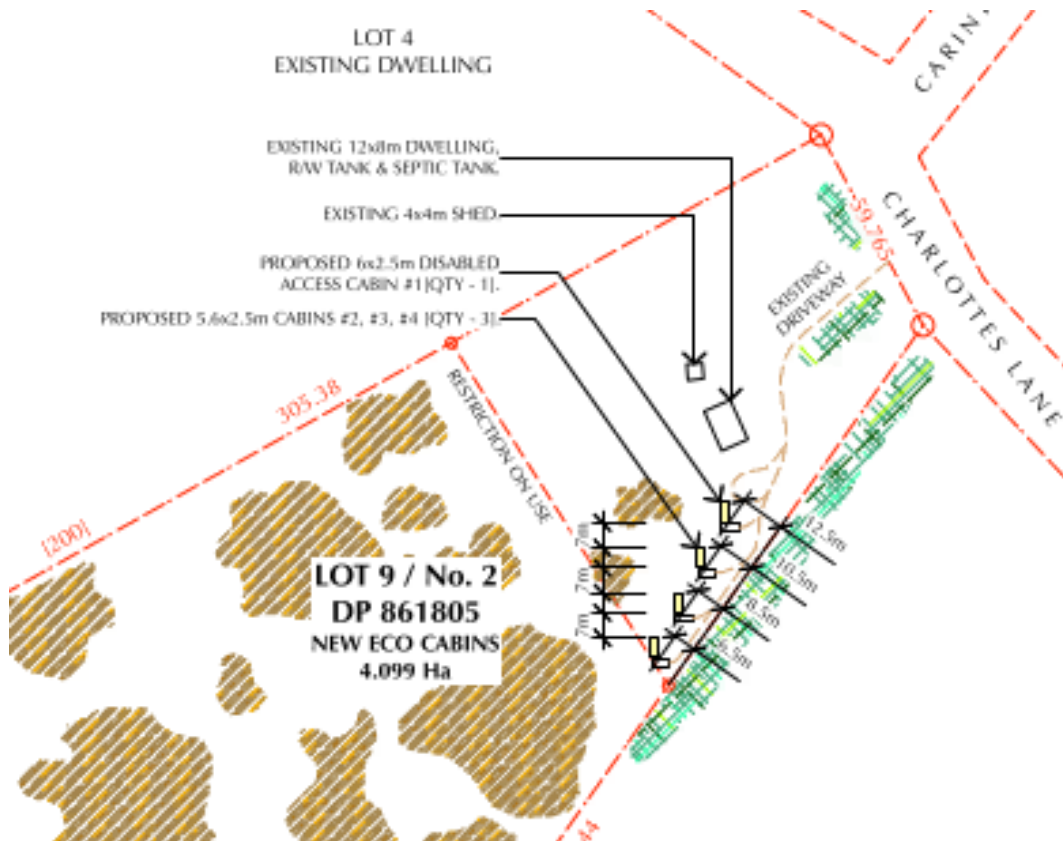 LOT 4
EXISTING DWELLING
CARIN
EXISTING 12x8m DWELLING,
R/W TANK & SEPTIC TANK.
EXISTING 4x4m SHED.
PROPOSED 6x2.5m DISABLED
ACCESS CABIN #1[QTY - 1].
PROPOSED 5.6x2.5m CABINS #2, #3, #4 [QTY - 3].
59.765
CHARLOTTES LANE
EXISTING
DRIVEWAY
305.38
RESTRICTION ON USE
(200)
7m
7m
7m
12.5m
10.5m
8.5m
6.5m
LOT 9 / No. 2
DP 861805
NEW ECO CABINS
4.099 Ha
44